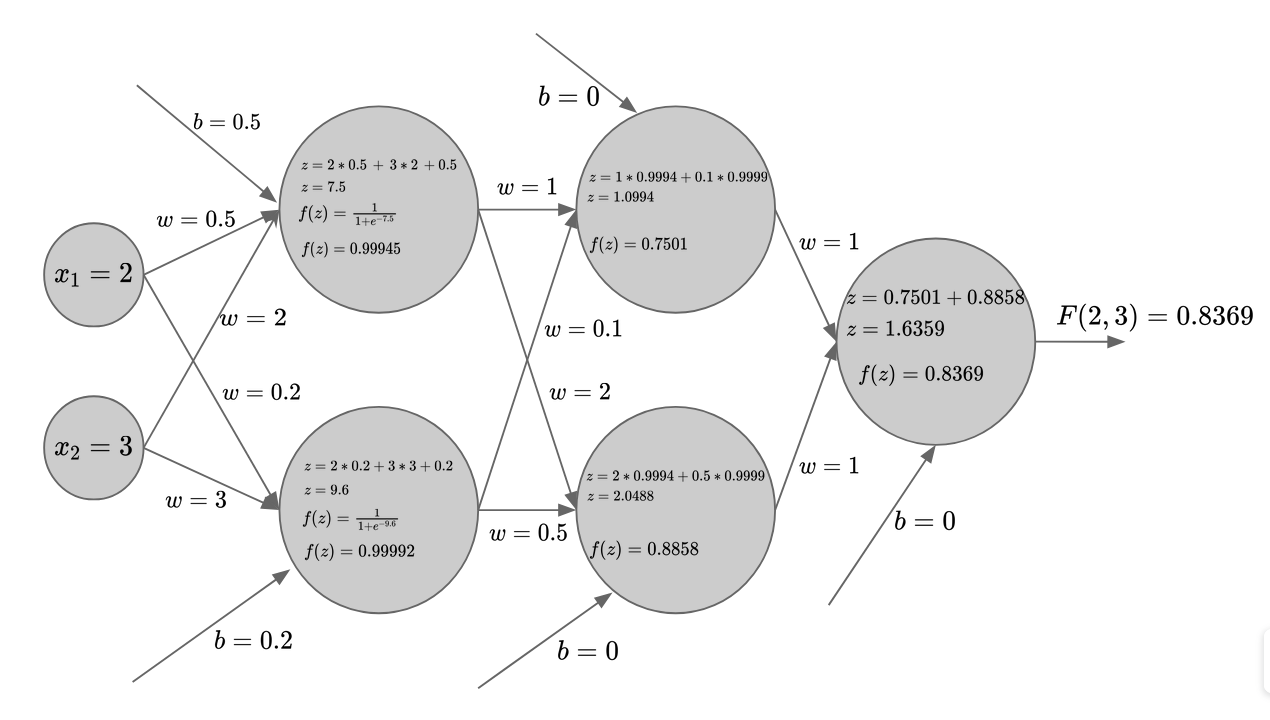 b = 0
b = 0.5
z = 2 ∗ 0.5 + 3 ∗ 2 + 0.5
z = 7.5
f(z) = 1/(1+e^−7.5)
f(z) = 0.99945
w = 1
z = 1 ∗ 0.9994 + 0.1 ∗ 0.9999
z = 1.0994
f(z) = 0.7501
w = 0.5
x₁ = 2
w = 2
w = 0.1
w = 1
z = 0.7501 + 0.8858
z = 1.6359
f(z) = 0.8369
F(2, 3) = 0.8369
w = 0.2
w = 2
x₂ = 3
w = 3
z = 2 ∗ 0.2 + 3 ∗ 3 + 0.2
z = 9.6
f(z) = 1/(1+e^−9.6)
f(z) = 0.99992
w = 0.5
z = 2 ∗ 0.9994 + 0.5 ∗ 0.9999
z = 2.0488
f(z) = 0.8858
w = 1
b = 0
b = 0.2
b = 0